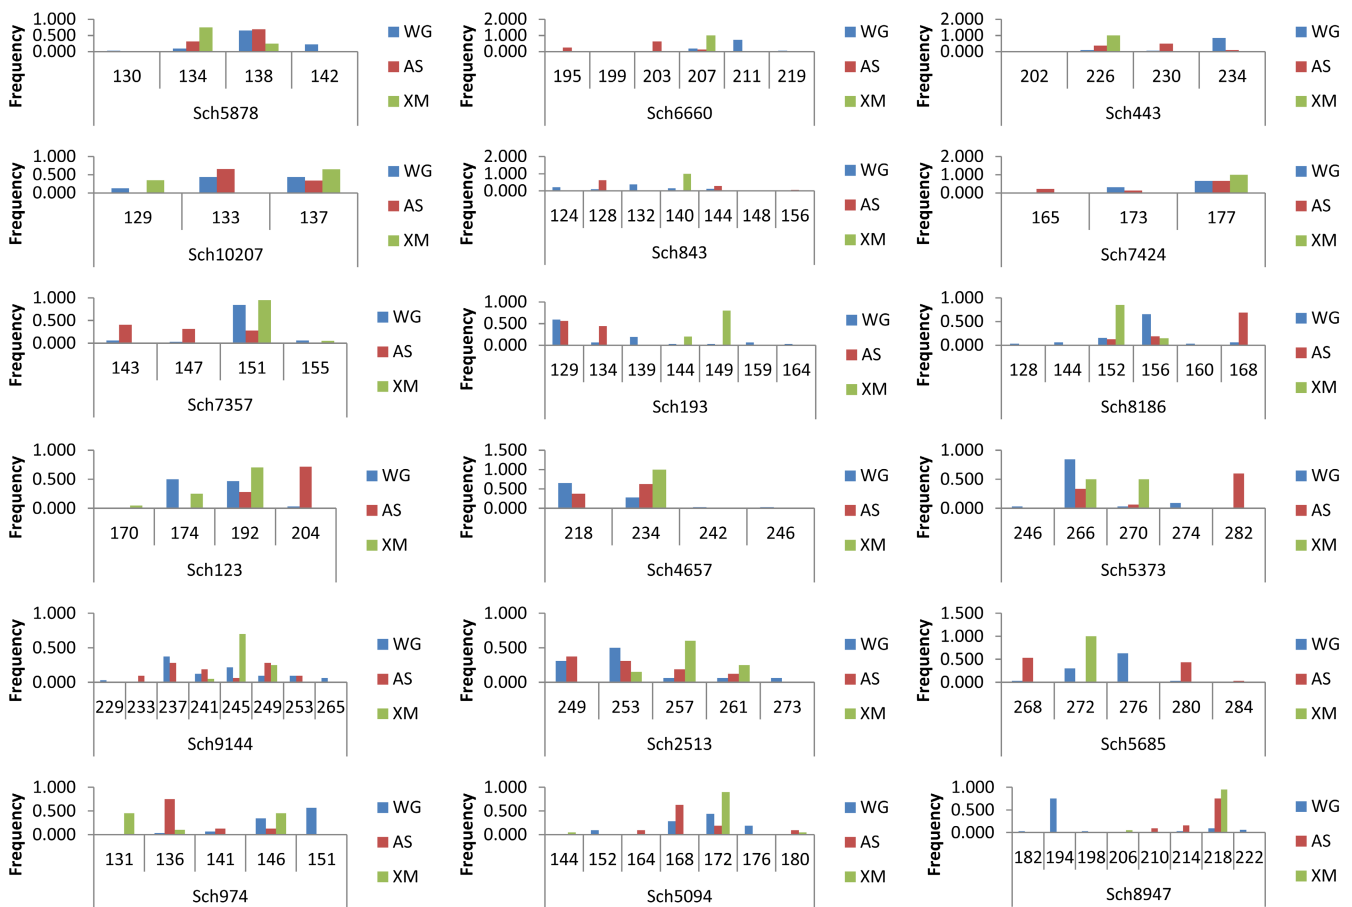 Frequency
1.000
0.500
0.000
130 134 138 142
Sch5878
WG
AS
XM
Frequency
2.000
1.000
0.000
195 199 203 207 211 219
Sch6660
WG
AS
XM
Frequency
2.000
1.000
0.000
202 226 230 234
Sch443
WG
AS
XM
Frequency
1.000
0.500
0.000
129 133 137
Sch10207
WG
AS
XM
Frequency
2.000
1.000
0.000
124 128 132 140 144 148 156
Sch843
WG
AS
XM
Frequency
2.000
1.000
0.000
165 173 177
Sch7424
WG
AS
XM
Frequency
1.000
0.500
0.000
143 147 151 155
Sch7357
WG
AS
XM
Frequency
1.000
0.500
0.000
129 134 139 144 149 159 164
Sch193
WG
AS
XM
Frequency
1.000
0.500
0.000
128 144 152 156 160 168
Sch8186
WG
AS
XM
Frequency
1.000
0.500
0.000
170 174 192 204
Sch123
WG
AS
XM
Frequency
1.500
1.000
0.500
0.000
218 234 242 246
Sch4657
WG
AS
XM
Frequency
1.000
0.500
0.000
246 266 270 274 282
Sch5373
WG
AS
XM
Frequency
1.000
0.500
0.000
229 233 237 241 245 249 253 265
Sch9144
WG
AS
XM
Frequency
1.000
0.500
0.000
249 253 257 261 273
Sch2513
WG
AS
XM
Frequency
1.500
1.000
0.500
0.000
268 272 276 280 284
Sch5685
WG
AS
XM
Frequency
1.000
0.500
0.000
131 136 141 146 151
Sch974
WG
AS
XM
Frequency
1.000
0.500
0.000
144 152 164 168 172 176 180
Sch5094
WG
AS
XM
Frequency
1.000
0.500
0.000
182 194 198 206 210 214 218 222
Sch8947
WG
AS
XM